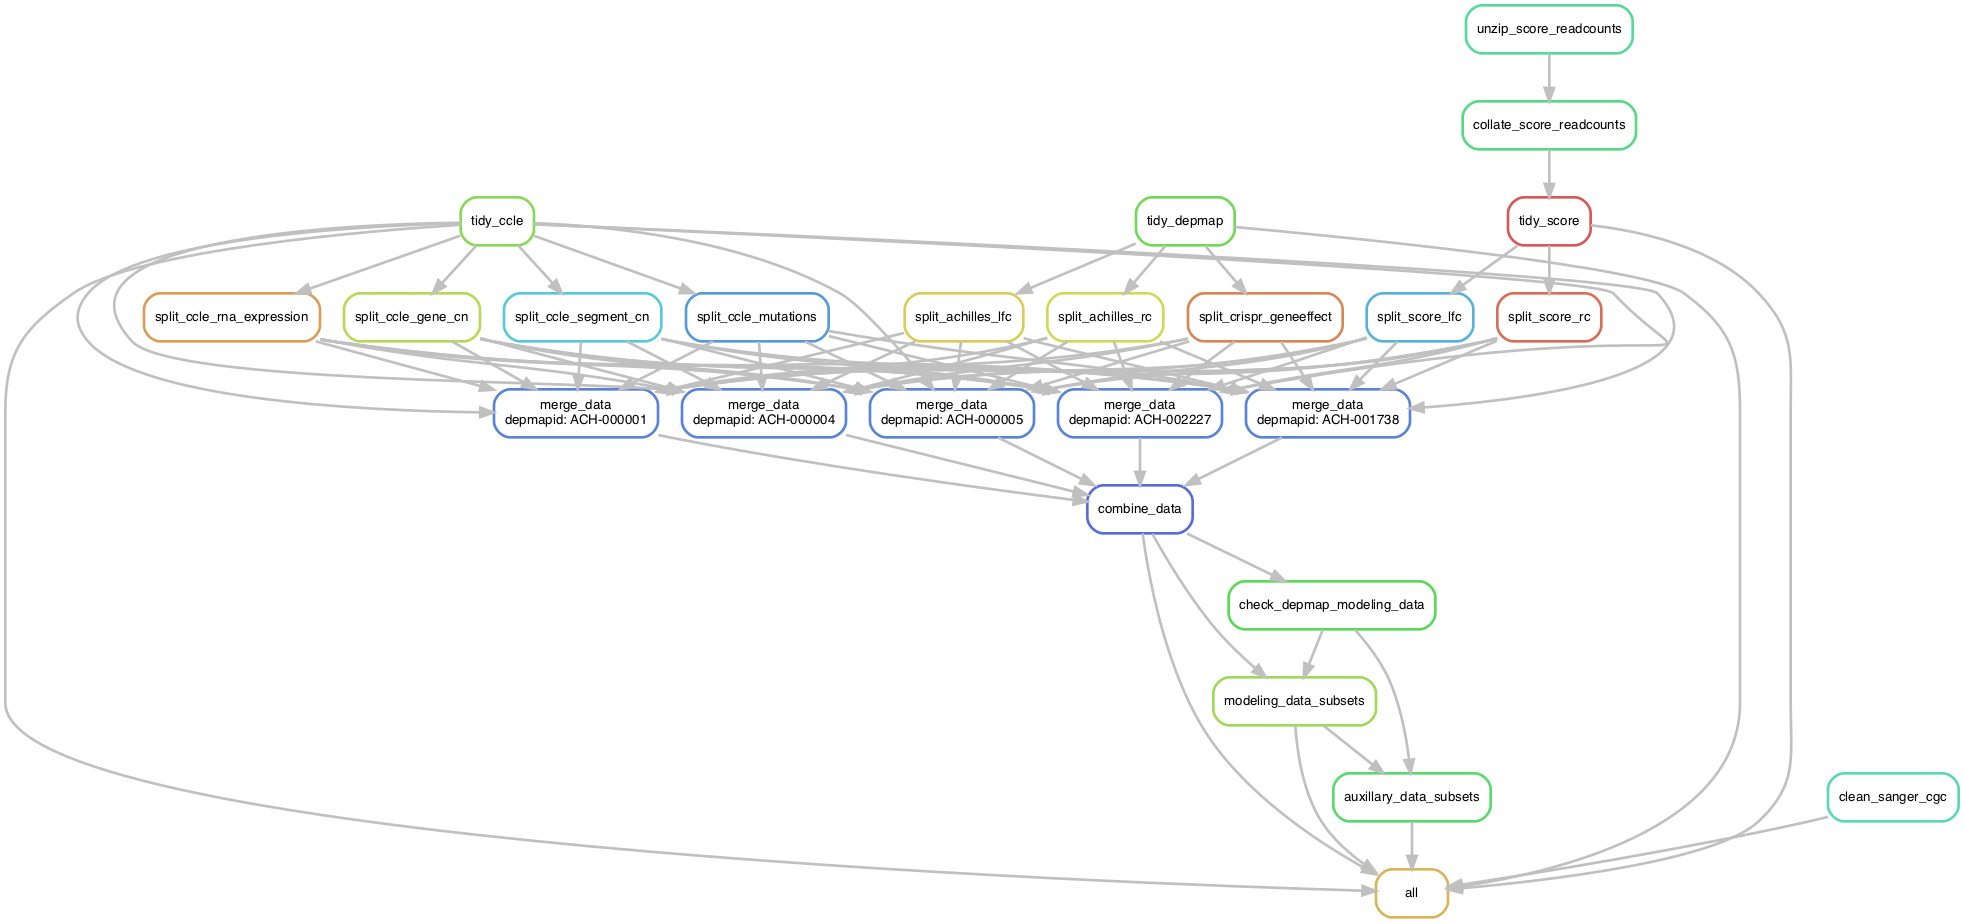 unzip_score_readcounts
collate_score_readcounts
tidy_ccle
tidy_depmap
tidy_score
split_ccle_rna_expression
split_ccle_gene_cn
split_ccle_segment_cn
split_ccle_mutations
split_achilles_lfc
split_achilles_rc
split_crispr_geneeffect
split_score_lfc
split_score_rc
merge_data
depmapid: ACH-000001
merge_data
depmapid: ACH-000004
merge_data
depmapid: ACH-000005
merge_data
depmapid: ACH-002227
merge_data
depmapid: ACH-001738
combine_data
check_depmap_modeling_data
modeling_data_subsets
auxillary_data_subsets
clean_sanger_cgc
all